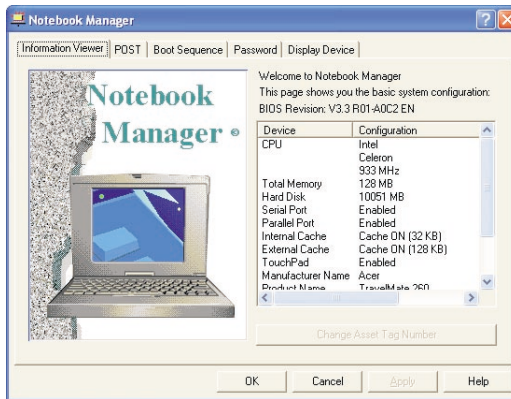 Notebook Manager
Information Viewer POST Boot Sequence Password Display Device
Notebook
Manager ®
Welcome to Notebook Manager
This page shows you the basic system configuration:
BIOS Revision: V3.3 R01-A0C2 EN
Device Configuration
CPU Intel
Celeron
933 MHz
Total Memory 128 MB
Hard Disk 10051 MB
Serial Port Enabled
Parallel Port Enabled
Internal Cache Cache ON (32 KB)
External Cache Cache ON (128 KB)
TouchPad Enabled
Manufacturer Name Acer
Product Name TravelMate 260
Change Asset Tag Number
OK Cancel Apply Help